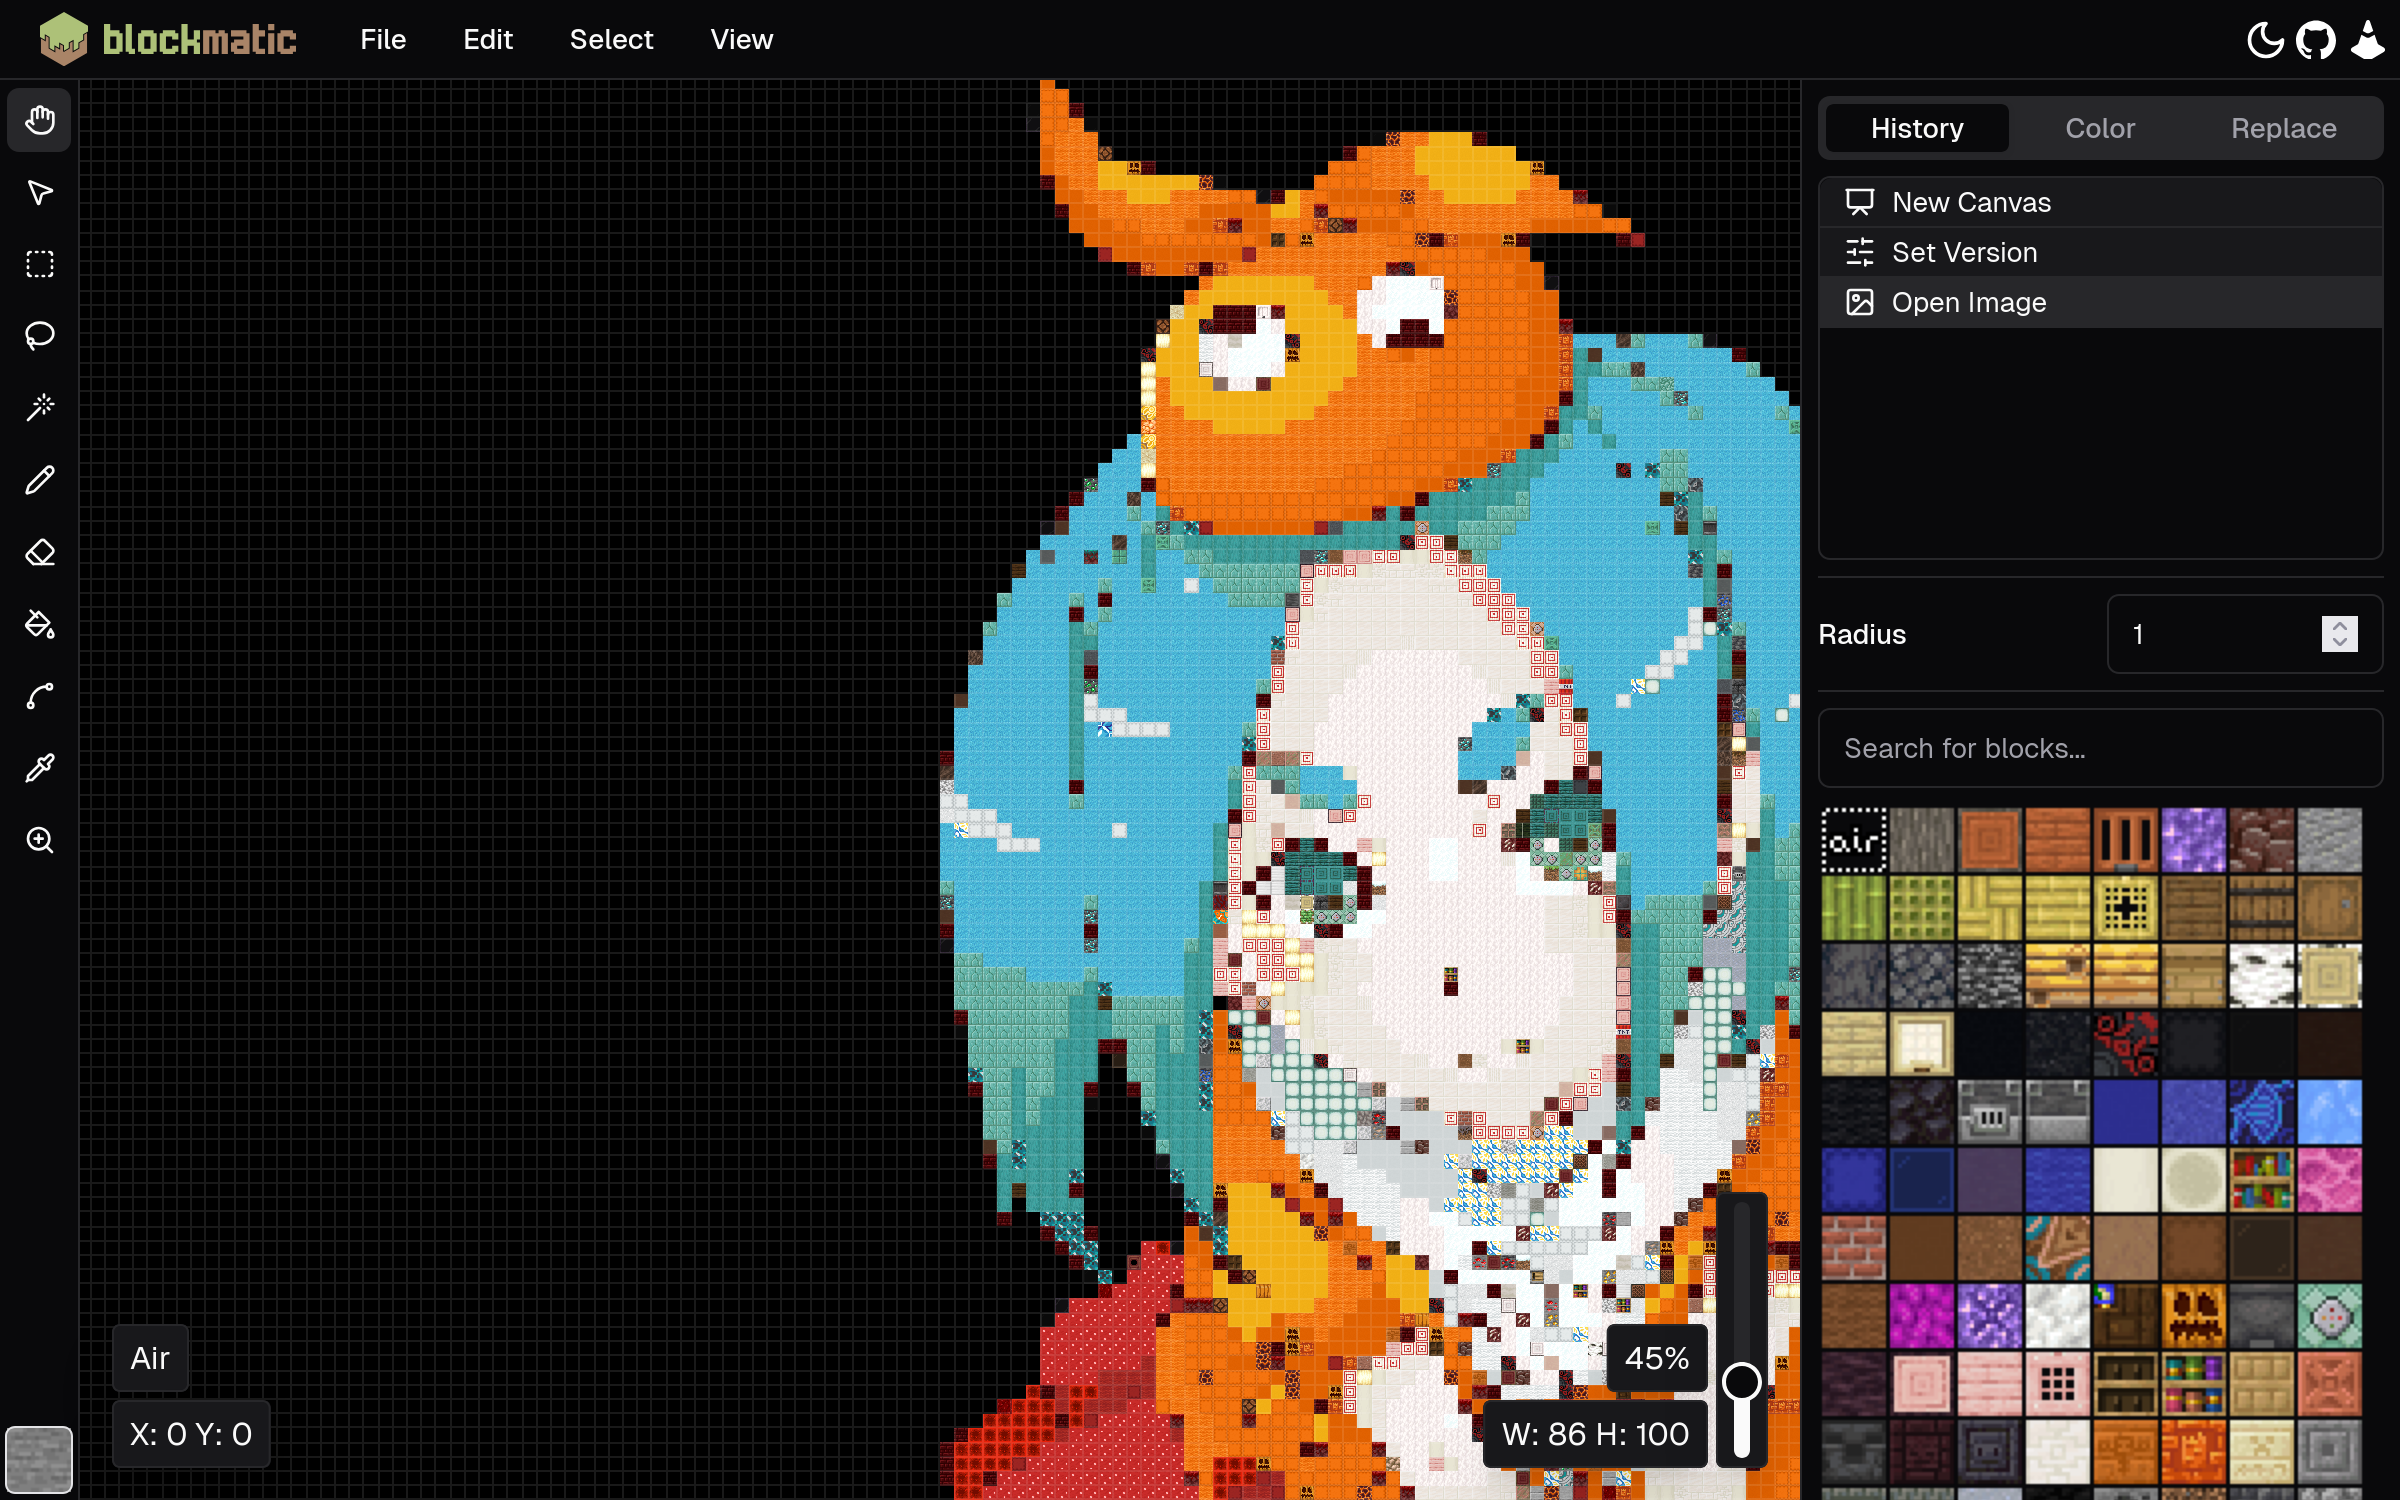 blockmatic
File
Edit
Select
View
History
Color
Replace
New Canvas
Set Version
Open Image
Radius
1
Search for blocks...
air
Air
X: 0 Y: 0
45%
W: 86 H: 100